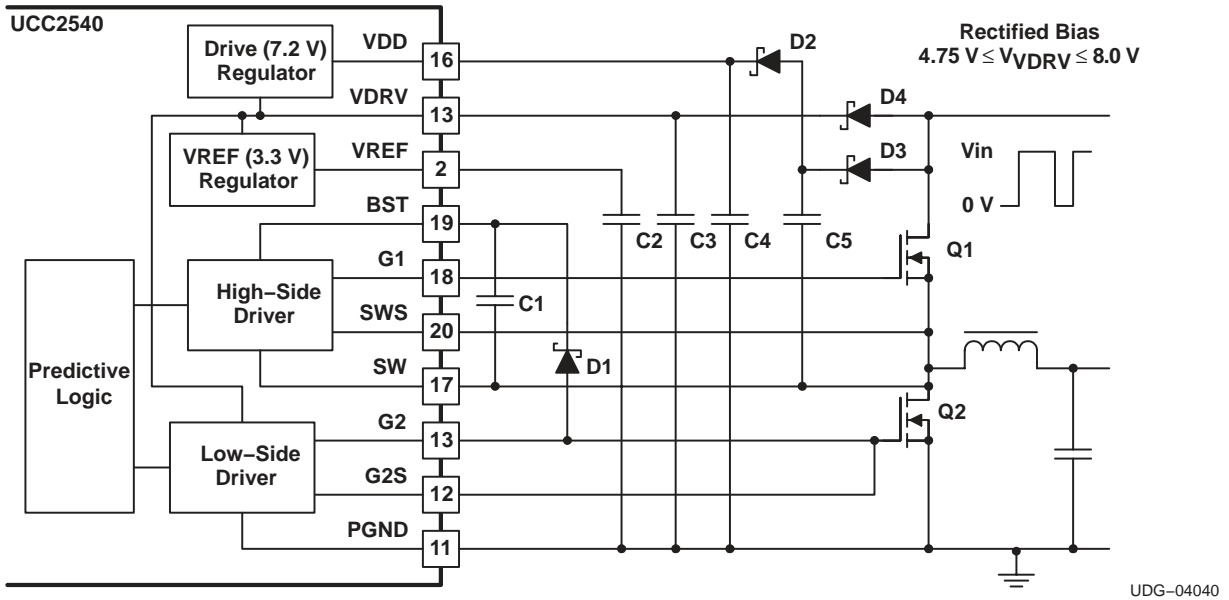 UCC2540
Drive (7.2 V)
Regulator
VDD
16
D2
Rectified Bias
4.75 V ≤ VVDRV ≤ 8.0 V
VDRV
13
D4
VREF (3.3 V)
Regulator
VREF
2
D3
Vin
0 V
BST
19
C2
C3
C4
C5
Q1
G1
18
High–Side
Driver
C1
SWS
20
Predictive
Logic
SW
17
D1
G2
13
Q2
Low–Side
Driver
G2S
12
PGND
11
UDG–04040